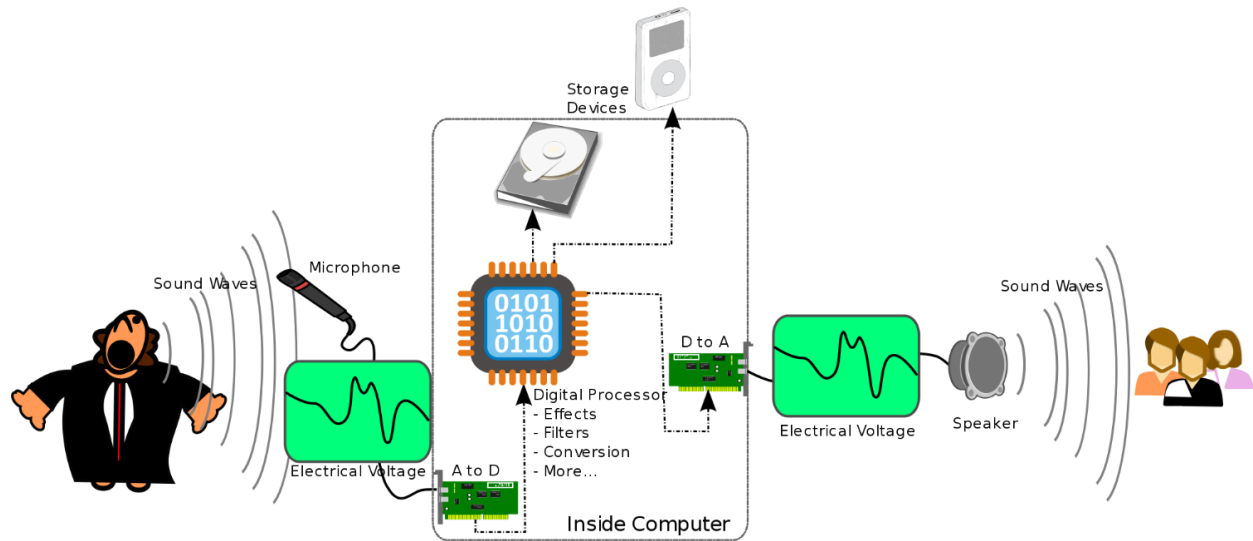 Storage
Devices
Sound Waves
Microphone
Electrical Voltage
A to D
0101
1010
0110
Digital Processor
- Effects
- Filters
- Conversion
- More...
Inside Computer
D to A
Electrical Voltage
Speaker
Sound Waves